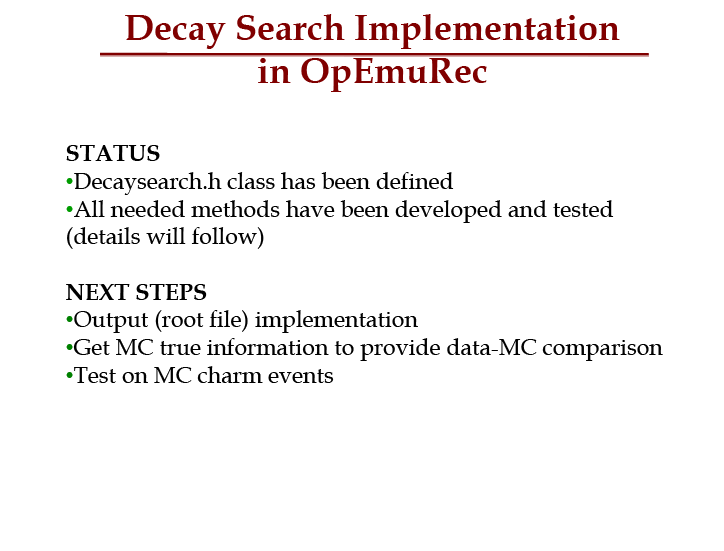 Decay Search Implementation
in OpEmuRec
STATUS
•Decaysearch.h class has been defined
•All needed methods have been developed and tested
(details will follow)
NEXT STEPS
•Output (root file) implementation
•Get MC true information to provide data-MC comparison
•Test on MC charm events